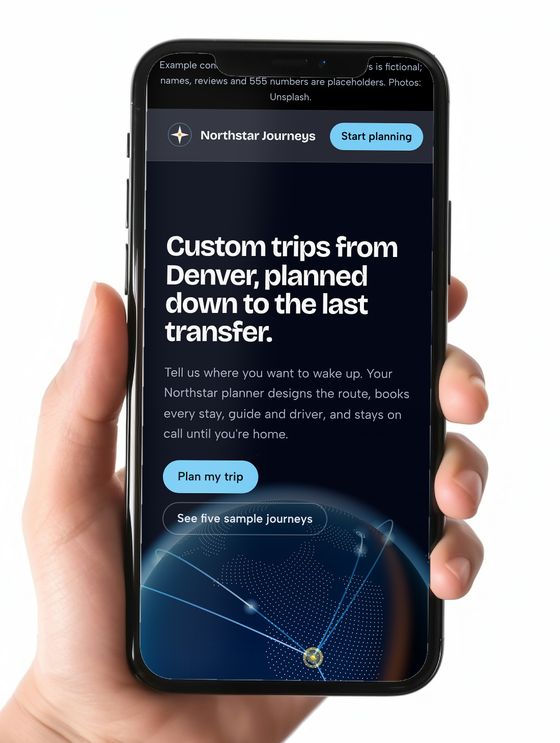 Example con s is fictional;
names, reviews and 555 numbers are placeholders. Photos:
Unsplash.
Northstar Journeys
Start planning
Custom trips from
Denver, planned
down to the last
transfer.
Tell us where you want to wake up. Your
Northstar planner designs the route, books
every stay, guide and driver, and stays on
call until you're home.
Plan my trip
See five sample journeys